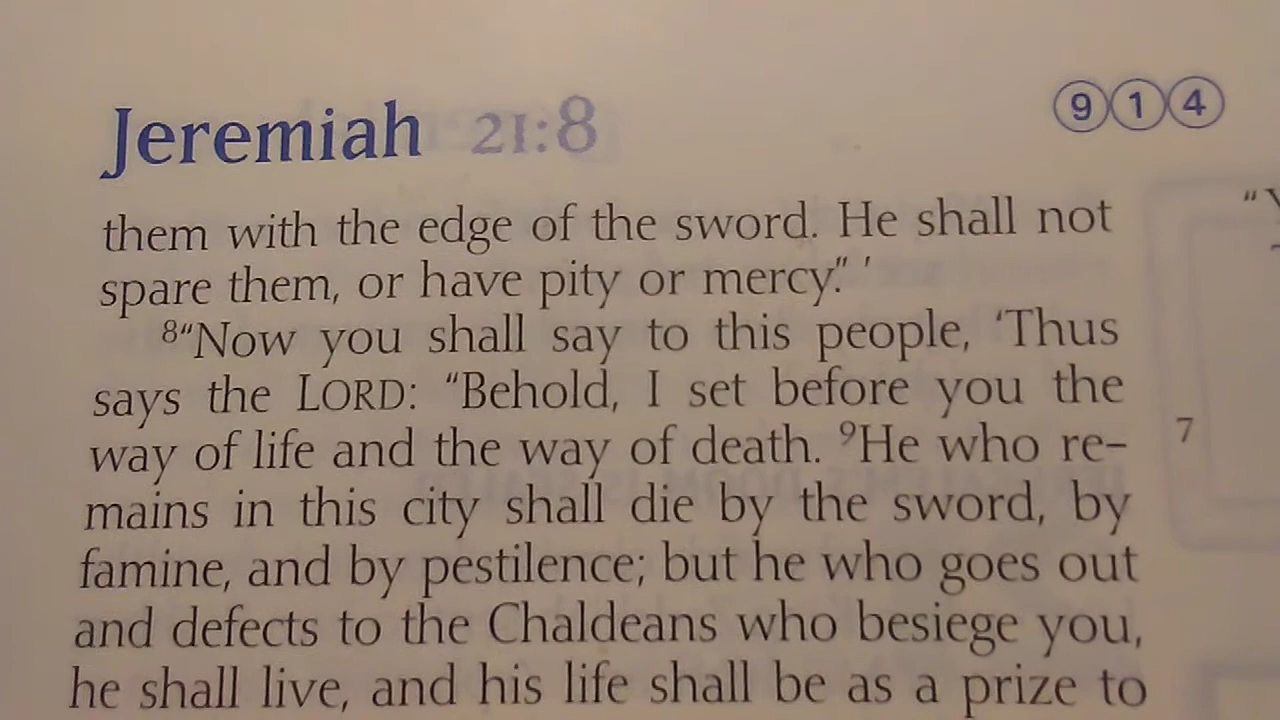 Jeremiah 21:8
914
them with the edge of the sword. He shall not
spare them, or have pity or mercy." '
8"Now you shall say to this people, 'Thus
says the LORD: "Behold, I set before you the
way of life and the way of death. 9He who re-
mains in this city shall die by the sword, by
famine, and by pestilence; but he who goes out
and defects to the Chaldeans who besiege you,
he shall live, and his life shall be as a prize to
7